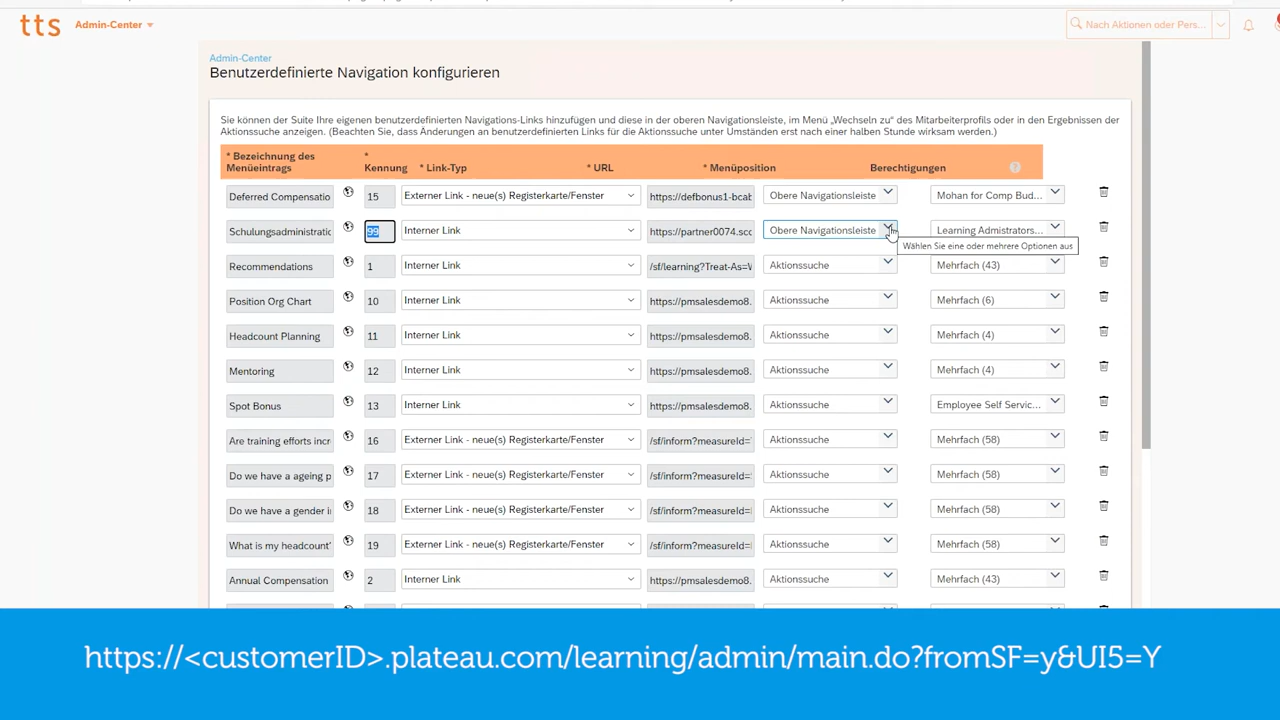 tts Admin-Center Nach Aktionen oder Pers...
Admin-Center
Benutzerdefinierte Navigation konfigurieren
Sie können der Suite Ihre eigenen benutzerdefinierten Navigations-Links hinzufügen und diese in der oberen Navigationsleiste, im Menü „Wechseln zu“ des Mitarbeiterprofils oder in den Ergebnissen der
Aktionssuche anzeigen. (Beachten Sie, dass Änderungen an benutzerdefinierten Links für die Aktionssuche unter Umständen erst nach einer halben Stunde wirksam werden.)
* Bezeichnung des *
Menüeintrags Kennung * Link-Typ * URL * Menüposition Berechtigungen ?
Deferred Compensatio 15 Externer Link - neue(s) Registerkarte/Fenster https://defbonus1-bcab Obere Navigationsleiste Mohan for Comp Bud...
Schulungsadministratic 99 Interner Link https://partner0074.scc Obere Navigationsleiste Learning Admistrators...
Wählen Sie eine oder mehrere Optionen aus
Recommendations 1 Interner Link /sf/learning?Treat-As=W Aktionssuche Mehrfach (43)
Position Org Chart 10 Interner Link https://pmsalesdemo8. Aktionssuche Mehrfach (6)
Headcount Planning 11 Interner Link https://pmsalesdemo8. Aktionssuche Mehrfach (4)
Mentoring 12 Interner Link https://pmsalesdemo8. Aktionssuche Mehrfach (4)
Spot Bonus 13 Interner Link https://pmsalesdemo8. Aktionssuche Employee Self Servic...
Are training efforts incr 16 Externer Link - neue(s) Registerkarte/Fenster /sf/inform?measureId= Aktionssuche Mehrfach (58)
Do we have a ageing p 17 Externer Link - neue(s) Registerkarte/Fenster /sf/inform?measureId= Aktionssuche Mehrfach (58)
Do we have a gender i 18 Externer Link - neue(s) Registerkarte/Fenster /sf/inform?measureId= Aktionssuche Mehrfach (58)
What is my headcount' 19 Externer Link - neue(s) Registerkarte/Fenster /sf/inform?measureId= Aktionssuche Mehrfach (58)
Annual Compensation 2 Interner Link https://pmsalesdemo8. Aktionssuche Mehrfach (43)
https://<customerID>.plateau.com/learning/admin/main.do?fromSF=y&UI5=Y